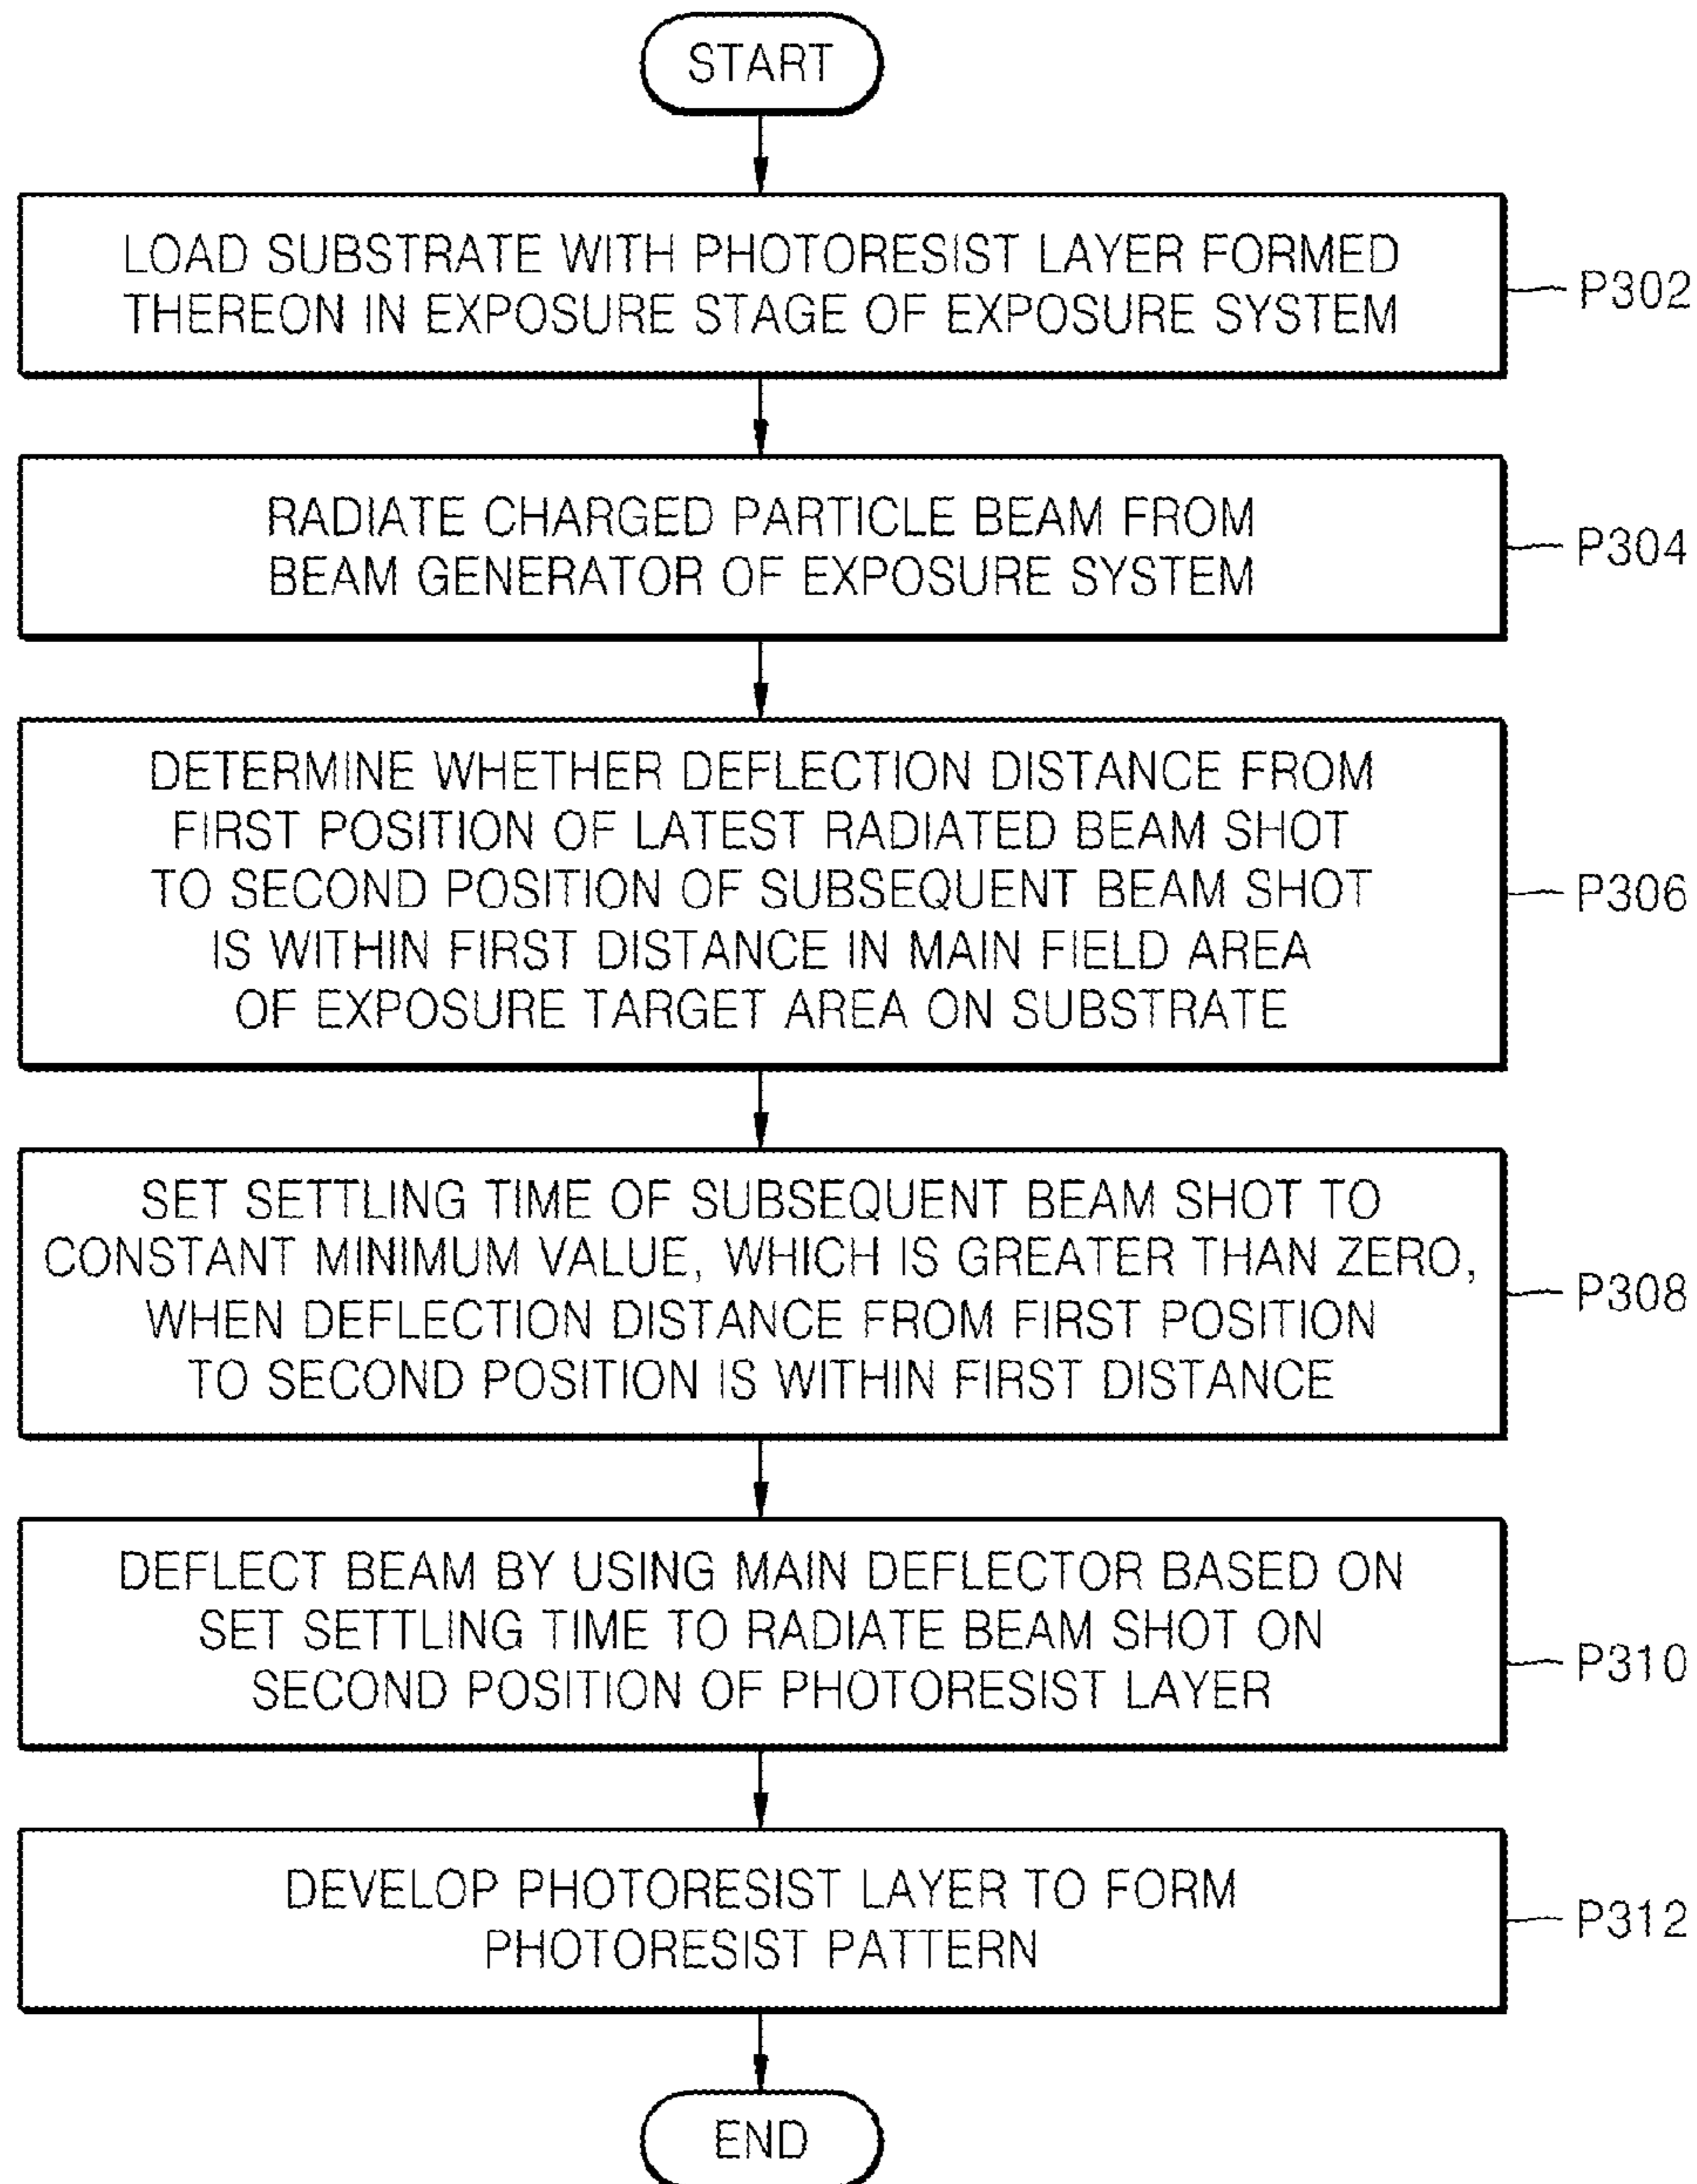 START
LOAD SUBSTRATE WITH PHOTORESIST LAYER FORMED
THEREON IN EXPOSURE STAGE OF EXPOSURE SYSTEM
P302
RADIATE CHARGED PARTICLE BEAM FROM
BEAM GENERATOR OF EXPOSURE SYSTEM
P304
DETERMINE WHETHER DEFLECTION DISTANCE FROM
FIRST POSITION OF LATEST RADIATED BEAM SHOT
TO SECOND POSITION OF SUBSEQUENT BEAM SHOT
IS WITHIN FIRST DISTANCE IN MAIN FIELD AREA
OF EXPOSURE TARGET AREA ON SUBSTRATE
P306
SET SETTLING TIME OF SUBSEQUENT BEAM SHOT TO
CONSTANT MINIMUM VALUE, WHICH IS GREATER THAN ZERO,
WHEN DEFLECTION DISTANCE FROM FIRST POSITION
TO SECOND POSITION IS WITHIN FIRST DISTANCE
P308
DEFLECT BEAM BY USING MAIN DEFLECTOR BASED ON
SET SETTLING TIME TO RADIATE BEAM SHOT ON
SECOND POSITION OF PHOTORESIST LAYER
P310
DEVELOP PHOTORESIST LAYER TO FORM
PHOTORESIST PATTERN
P312
END